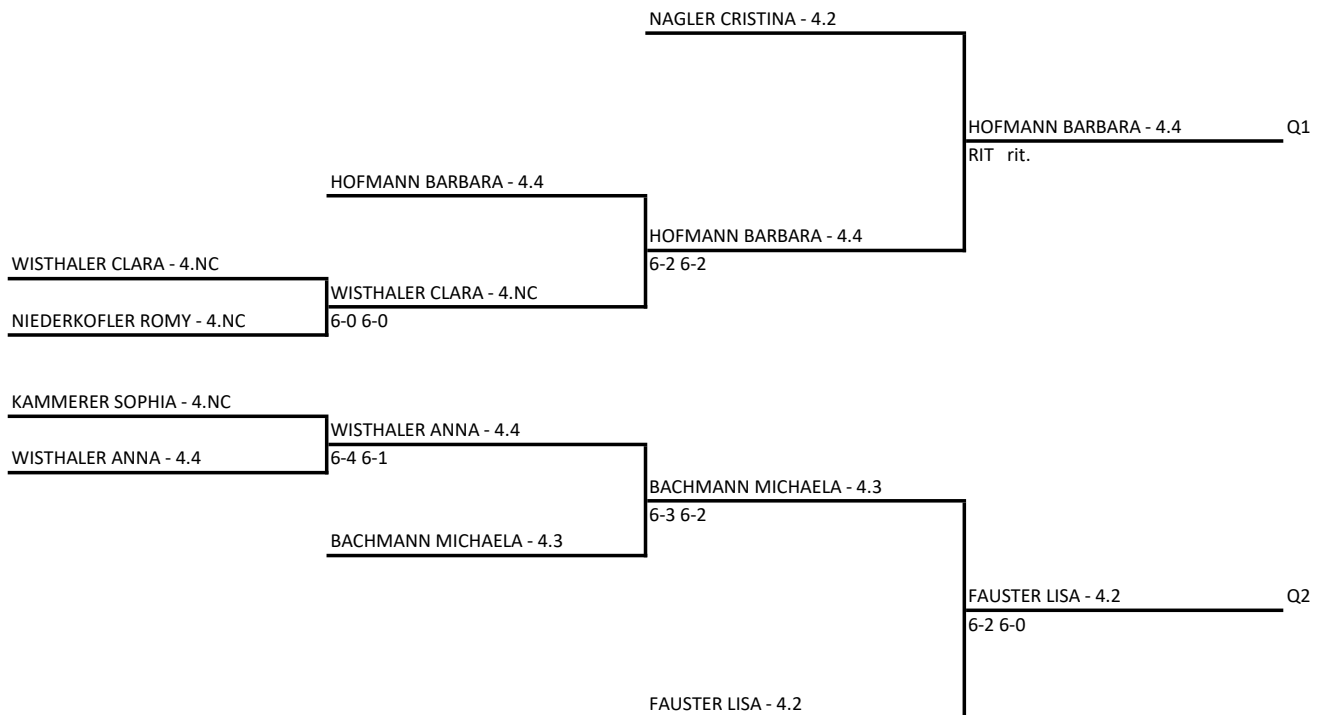 NAGLER CRISTINA - 4.2
HOFMANN BARBARA - 4.4 Q1
RIT rit.
HOFMANN BARBARA - 4.4
HOFMANN BARBARA - 4.4
6-2 6-2
WISTHALER CLARA - 4.NC
WISTHALER CLARA - 4.NC
6-0 6-0
NIEDERKOFLER ROMY - 4.NC
KAMMERER SOPHIA - 4.NC
WISTHALER ANNA - 4.4
6-4 6-1
WISTHALER ANNA - 4.4
BACHMANN MICHAELA - 4.3
6-3 6-2
BACHMANN MICHAELA - 4.3
FAUSTER LISA - 4.2 Q2
6-2 6-0
FAUSTER LISA - 4.2